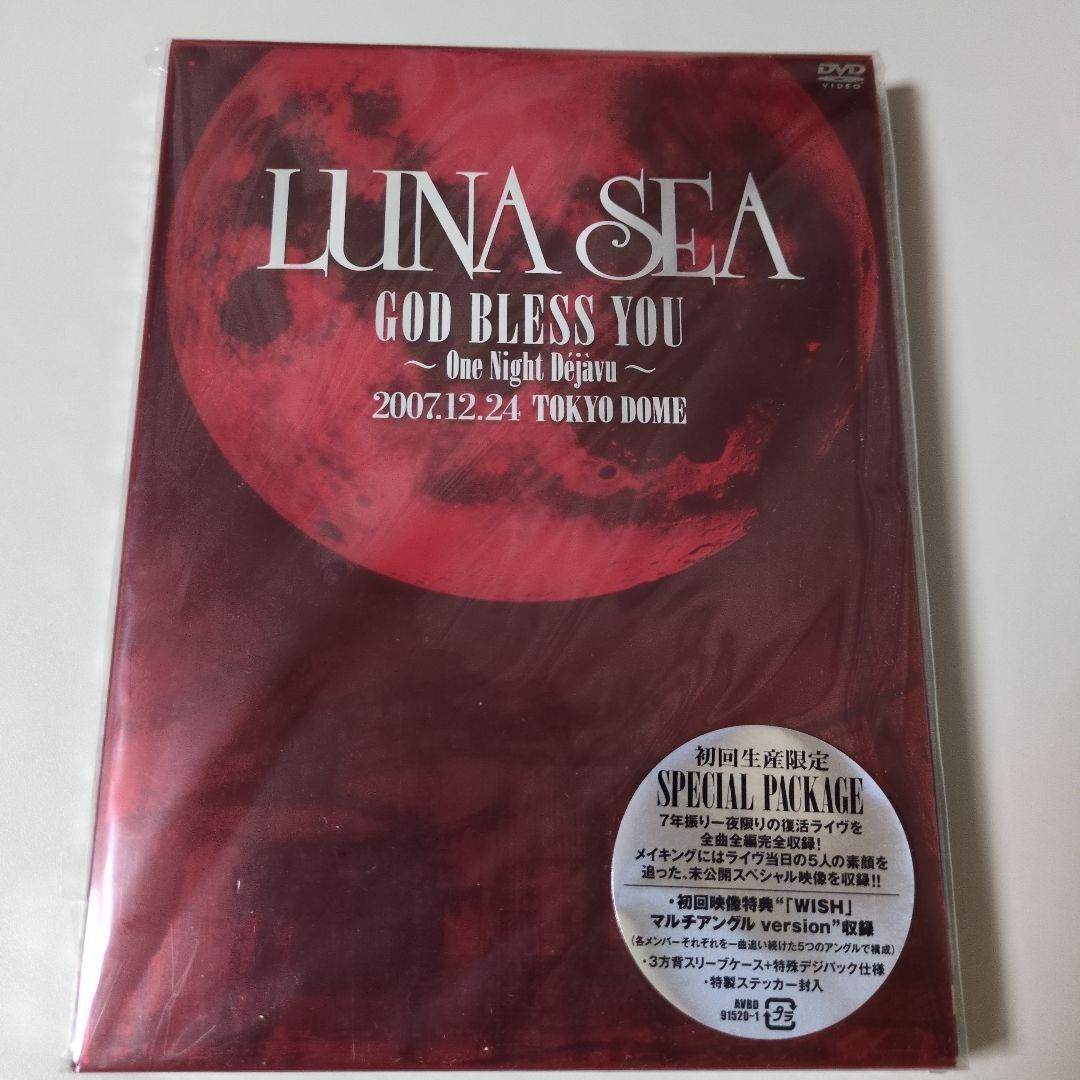 DVD
VIDEO
LUNA SEA
GOD BLESS YOU
～ One Night Déjàvu ～
2007.12.24 TOKYO DOME
初回生産限定
SPECIAL PACKAGE
7年振り一夜限りの復活ライヴを
全曲全編完全収録!
メイキングにはライヴ当日の5人の素顔を
追った、未公開スペシャル映像を収録!!
・初回映像特典“「WISH」
マルチアングル version”収録
(各メンバーそれぞれを一曲追い続けた5つのアングルで構成)
・3方背スリーブケース+特殊デジパック仕様
・特製ステッカー封入
AVBD
91520~1
プラ